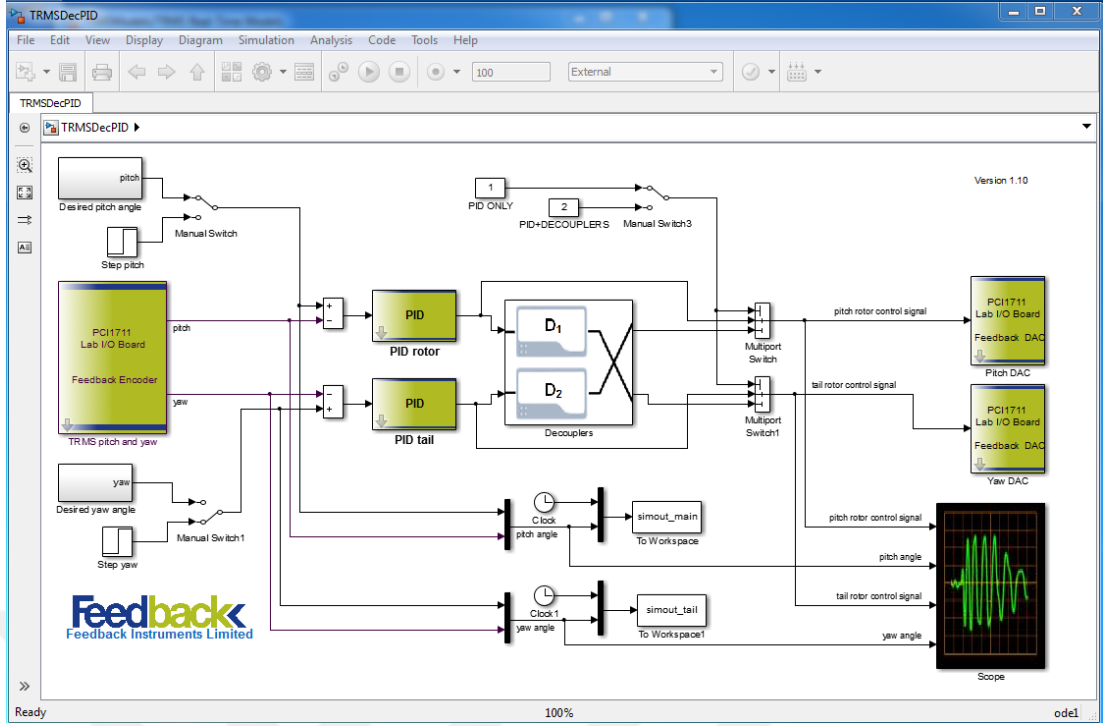 TRMSDecPID
File Edit View Display Diagram Simulation Analysis Code Tools Help
100
External
TRMSDecPID
TRMSDecPID
pitch
Desired pitch angle
Manual Switch
Step pitch
1
PID ONLY
2
PID+DECOUPLERS
Manual Switch3
Version 1.10
PCI1711
Lab I/O Board
Feedback Encoder
TRMS pitch and yaw
pitch
yaw
+
−
PID
PID rotor
−
+
PID
PID tail
D1
D2
Decouplers
Multiport
Switch
Multiport
Switch1
pitch rotor control signal
tail rotor control signal
PCI1711
Lab I/O Board
Feedback DAC
Pitch DAC
PCI1711
Lab I/O Board
Feedback DAC
Yaw DAC
yaw
Desired yaw angle
Manual Switch1
Step yaw
Clock
pitch angle
simout_main
To Workspace
Clock1
yaw angle
simout_tail
To Workspace1
pitch rotor control signal
pitch angle
tail rotor control signal
yaw angle
Scope
Feedback
Feedback Instruments Limited
Ready
100%
ode1